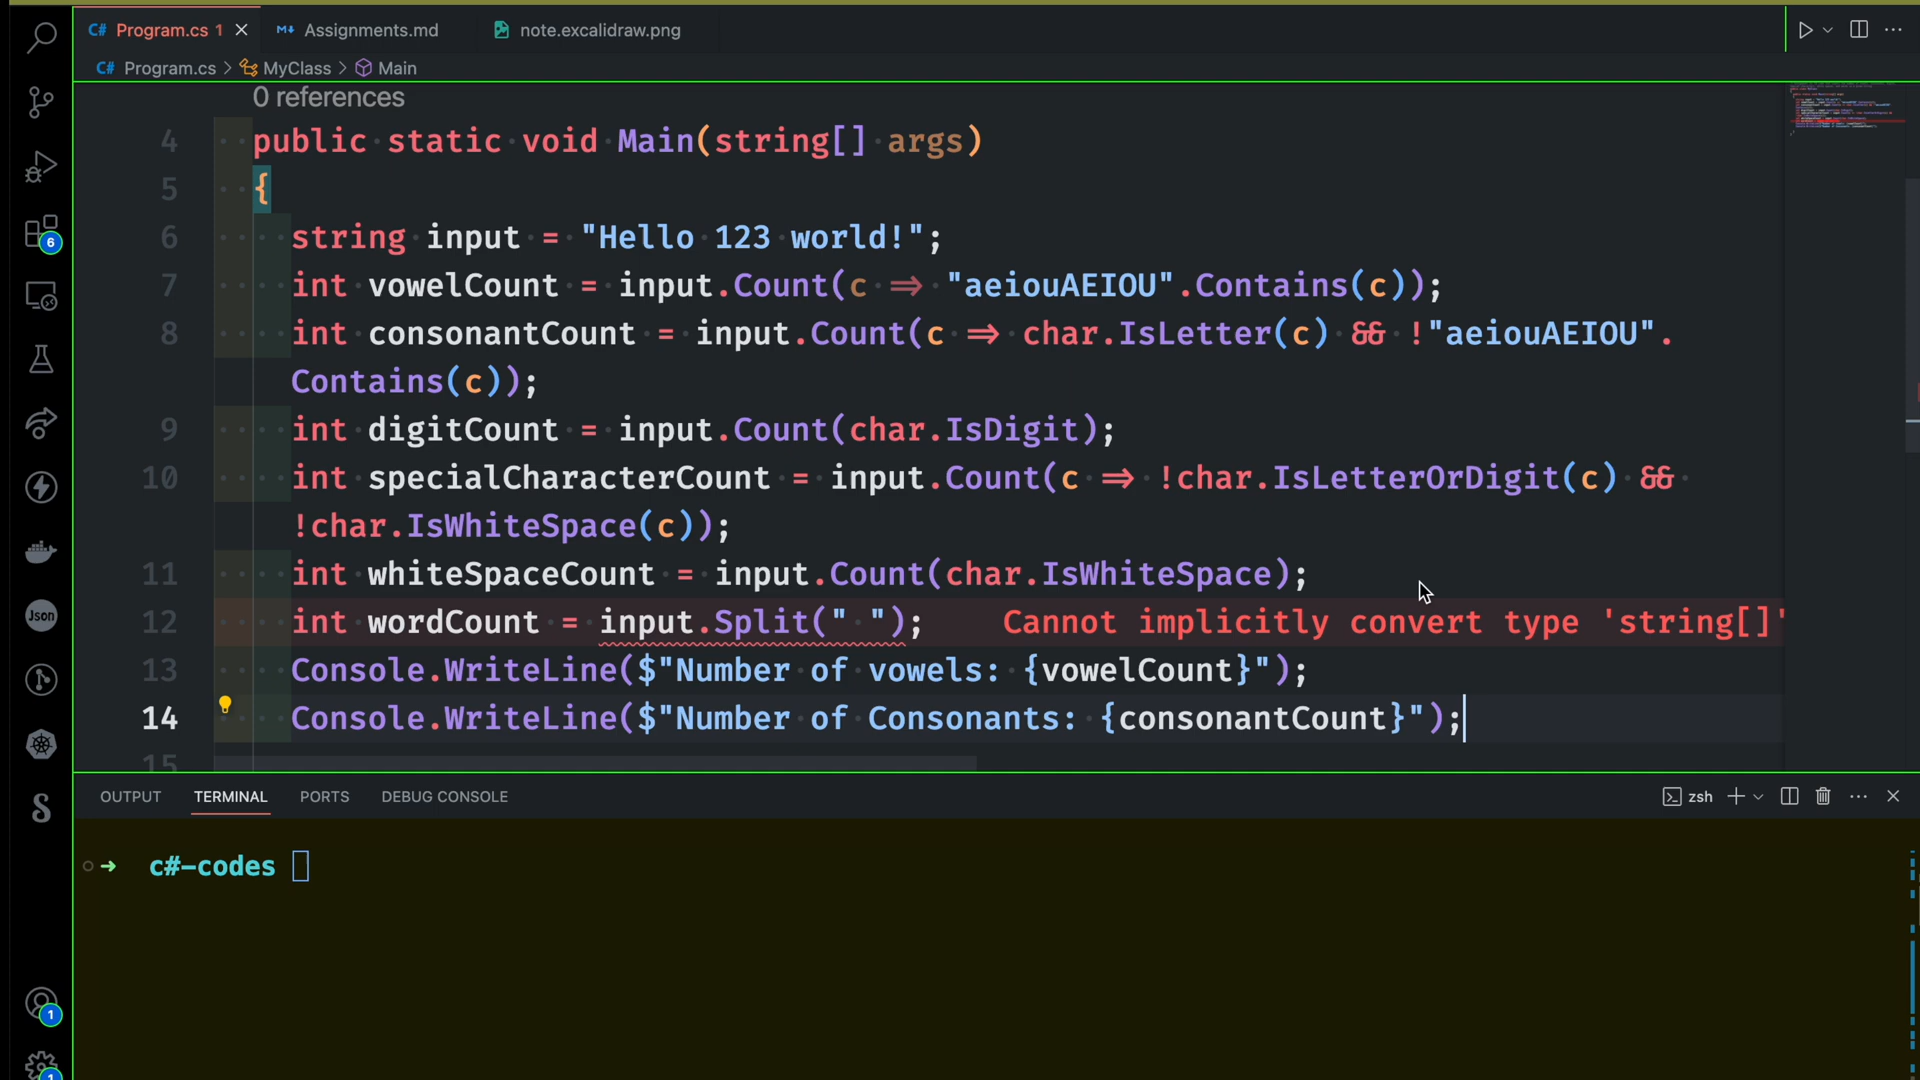 C# Program.cs 1 Assignments.md note.excalidraw.png
C# Program.cs > MyClass > Main
0 references
4 public static void Main(string[] args)
5 {
6 string input = "Hello 123 world!";
7 int vowelCount = input.Count(c => "aeiouAEIOU".Contains(c));
8 int consonantCount = input.Count(c => char.IsLetter(c) && !"aeiouAEIOU".
Contains(c));
9 int digitCount = input.Count(char.IsDigit);
10 int specialCharacterCount = input.Count(c => !char.IsLetterOrDigit(c) &&
!char.IsWhiteSpace(c));
11 int whiteSpaceCount = input.Count(char.IsWhiteSpace);
12 int wordCount = input.Split(" "); Cannot implicitly convert type 'string[]'
13 Console.WriteLine($"Number of vowels: {vowelCount}");
14 Console.WriteLine($"Number of Consonants: {consonantCount}");
15
OUTPUT TERMINAL PORTS DEBUG CONSOLE zsh
→ c#-codes
6
Json
1
1